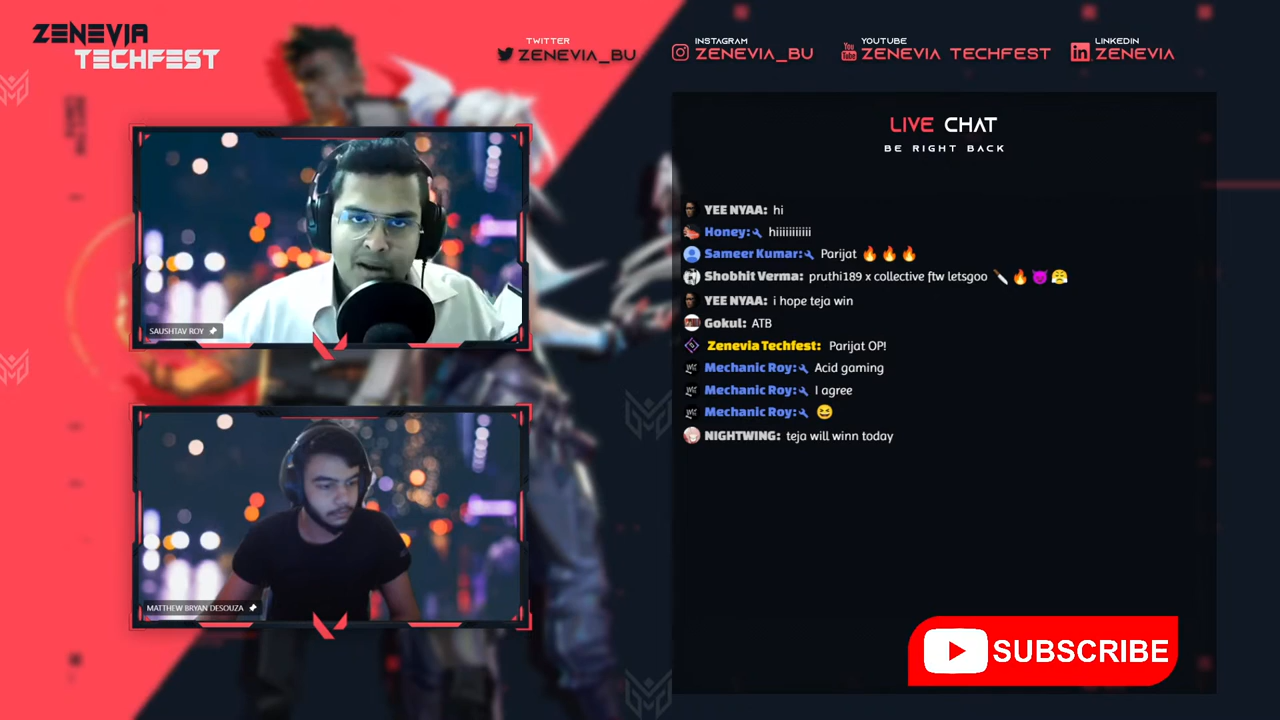 ZENEVIA
TECHFEST
TWITTER
ZENEVIA_BU
INSTAGRAM
ZENEVIA_BU
You
Tube
YOUTUBE
ZENEVIA TECHFEST
in
LINKEDIN
ZENEVIA
LIVE CHAT
BE RIGHT BACK
YEE NYAA: hi
Honey: hiiiiiiiiiii
Sameer Kumar: Parijat 🔥 🔥 🔥
Shobhit Verma: pruthi189 x collective ftw letsgoo 🔪 🔥 😈 😤
YEE NYAA: i hope teja win
Gokul: ATB
Zenevia Techfest: Parijat OP!
Mechanic Roy: Acid gaming
Mechanic Roy: I agree
Mechanic Roy: 😆
NIGHTWING: teja will winn today
SAUSHTAV ROY
MATTHEW BRYAN DESOUZA
SUBSCRIBE